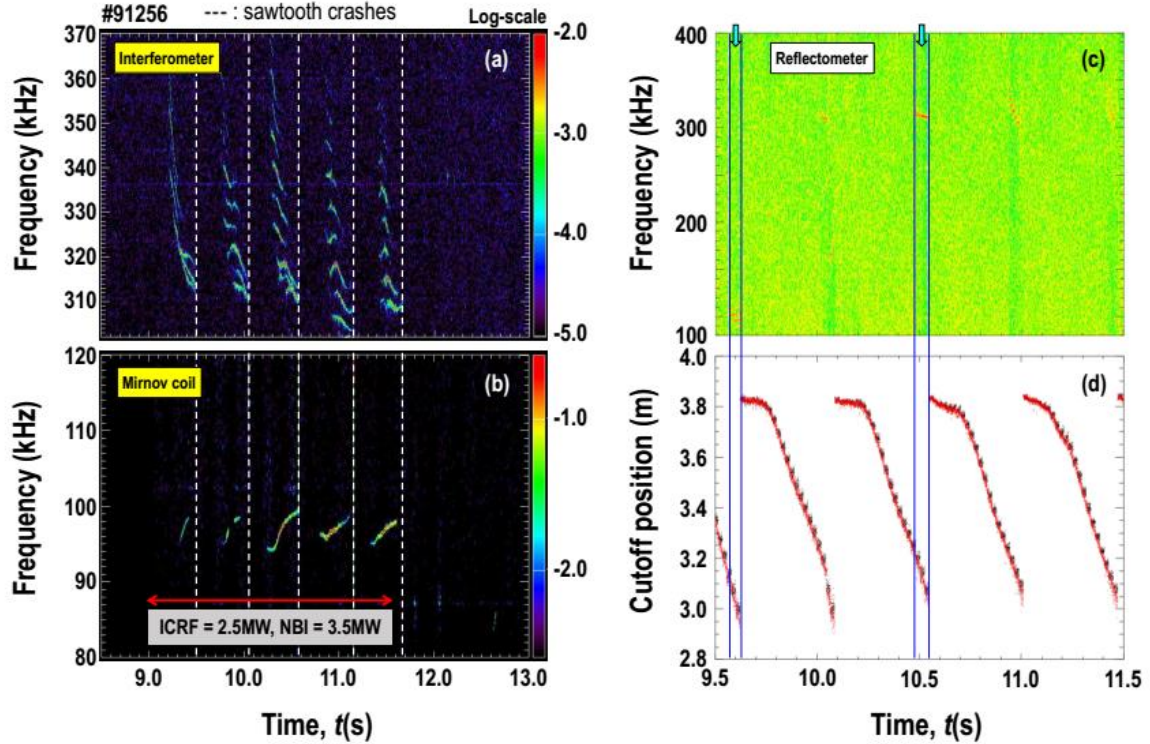 #91256
--- : sawtooth crashes
Log-scale
Interferometer
(a)
370
360
350
340
330
320
310
Frequency (kHz)
-2.0
-3.0
-4.0
-5.0
Mirnov coil
(b)
120
110
100
90
80
Frequency (kHz)
-1.0
-2.0
ICRF = 2.5MW, NBI = 3.5MW
9.0 10.0 11.0 12.0 13.0
Time, t(s)
Reflectometer
(c)
400
300
200
100
Frequency (kHz)
(d)
4.0
3.8
3.6
3.4
3.2
3.0
2.8
Cutoff position (m)
9.5 10.0 10.5 11.0 11.5
Time, t(s)